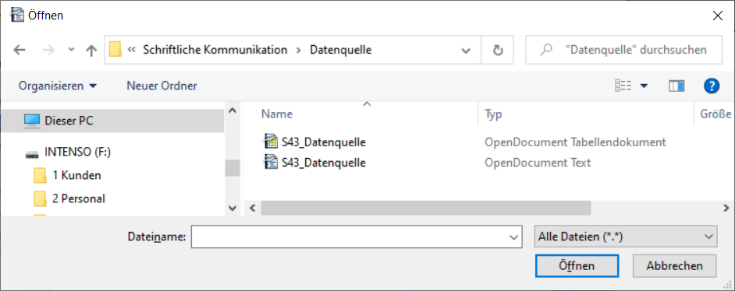 Öffnen
« Schriftliche Kommunikation > Datenquelle
"Datenquelle" durchsuchen
Organisieren Neuer Ordner
Dieser PC
INTENSO (F:)
1 Kunden
2 Personal
Name Typ Größe
S43_Datenquelle OpenDocument Tabellendokument
S43_Datenquelle OpenDocument Text
Dateiname: Alle Dateien (*.*)
Öffnen Abbrechen